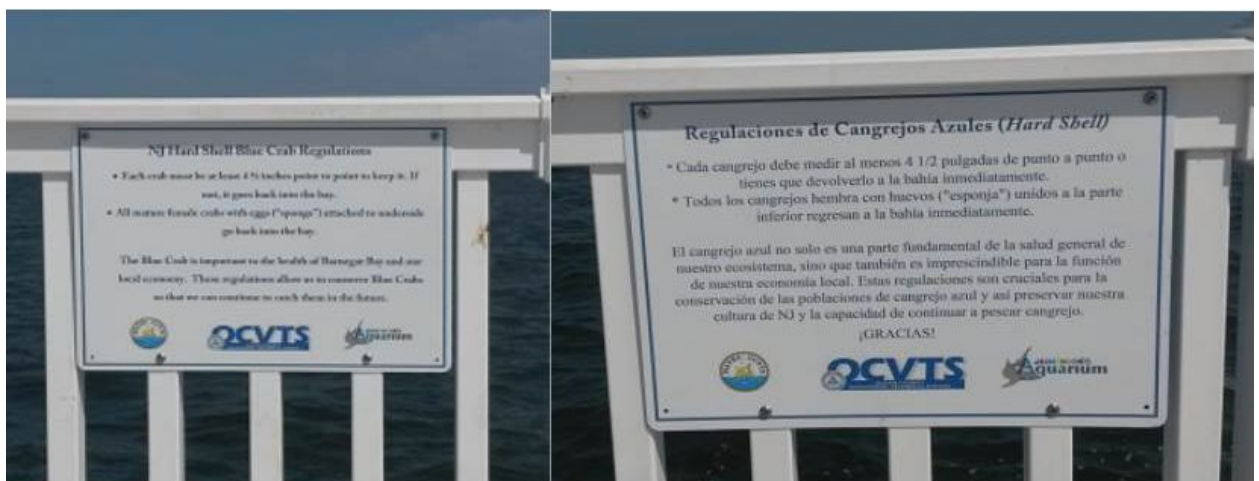 NJ Hard Shell Blue Crab Regulations
• Each crab must be at least 4 ½ inches point to point to keep it. If
not, it goes back into the bay.
• All mature female crabs with eggs ("sponge") attached to underside
go back into the bay.
The Blue Crab is important to the health of Barnegat Bay and our
local economy. These regulations allow us to conserve Blue Crabs
so that we can continue to catch them in the future.
OCVTS
Aquarium
Regulaciones de Cangrejos Azules (Hard Shell)
* Cada cangrejo debe medir al menos 4 1/2 pulgadas de punto a punto o
tienes que devolverlo a la bahía inmediatamente.
* Todos los cangrejos hembra con huevos ("esponja") unidos a la parte
inferior regresan a la bahía inmediatamente.
El cangrejo azul no solo es una parte fundamental de la salud general de
nuestro ecosistema, sino que también es imprescindible para la función
de nuestra economía local. Estas regulaciones son cruciales para la
conservación de las poblaciones de cangrejo azul y así preservar nuestra
cultura de NJ y la capacidad de continuar a pescar cangrejo.
¡GRACIAS!
OCVTS
Aquarium